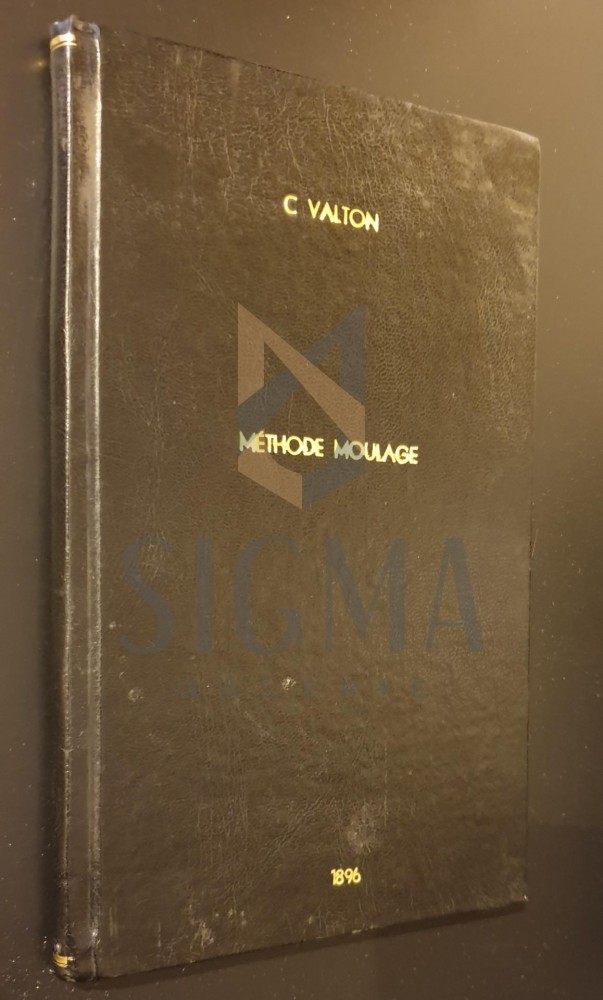 C VALTON
MÉTHODE MOULAGE
SIGMA
1896